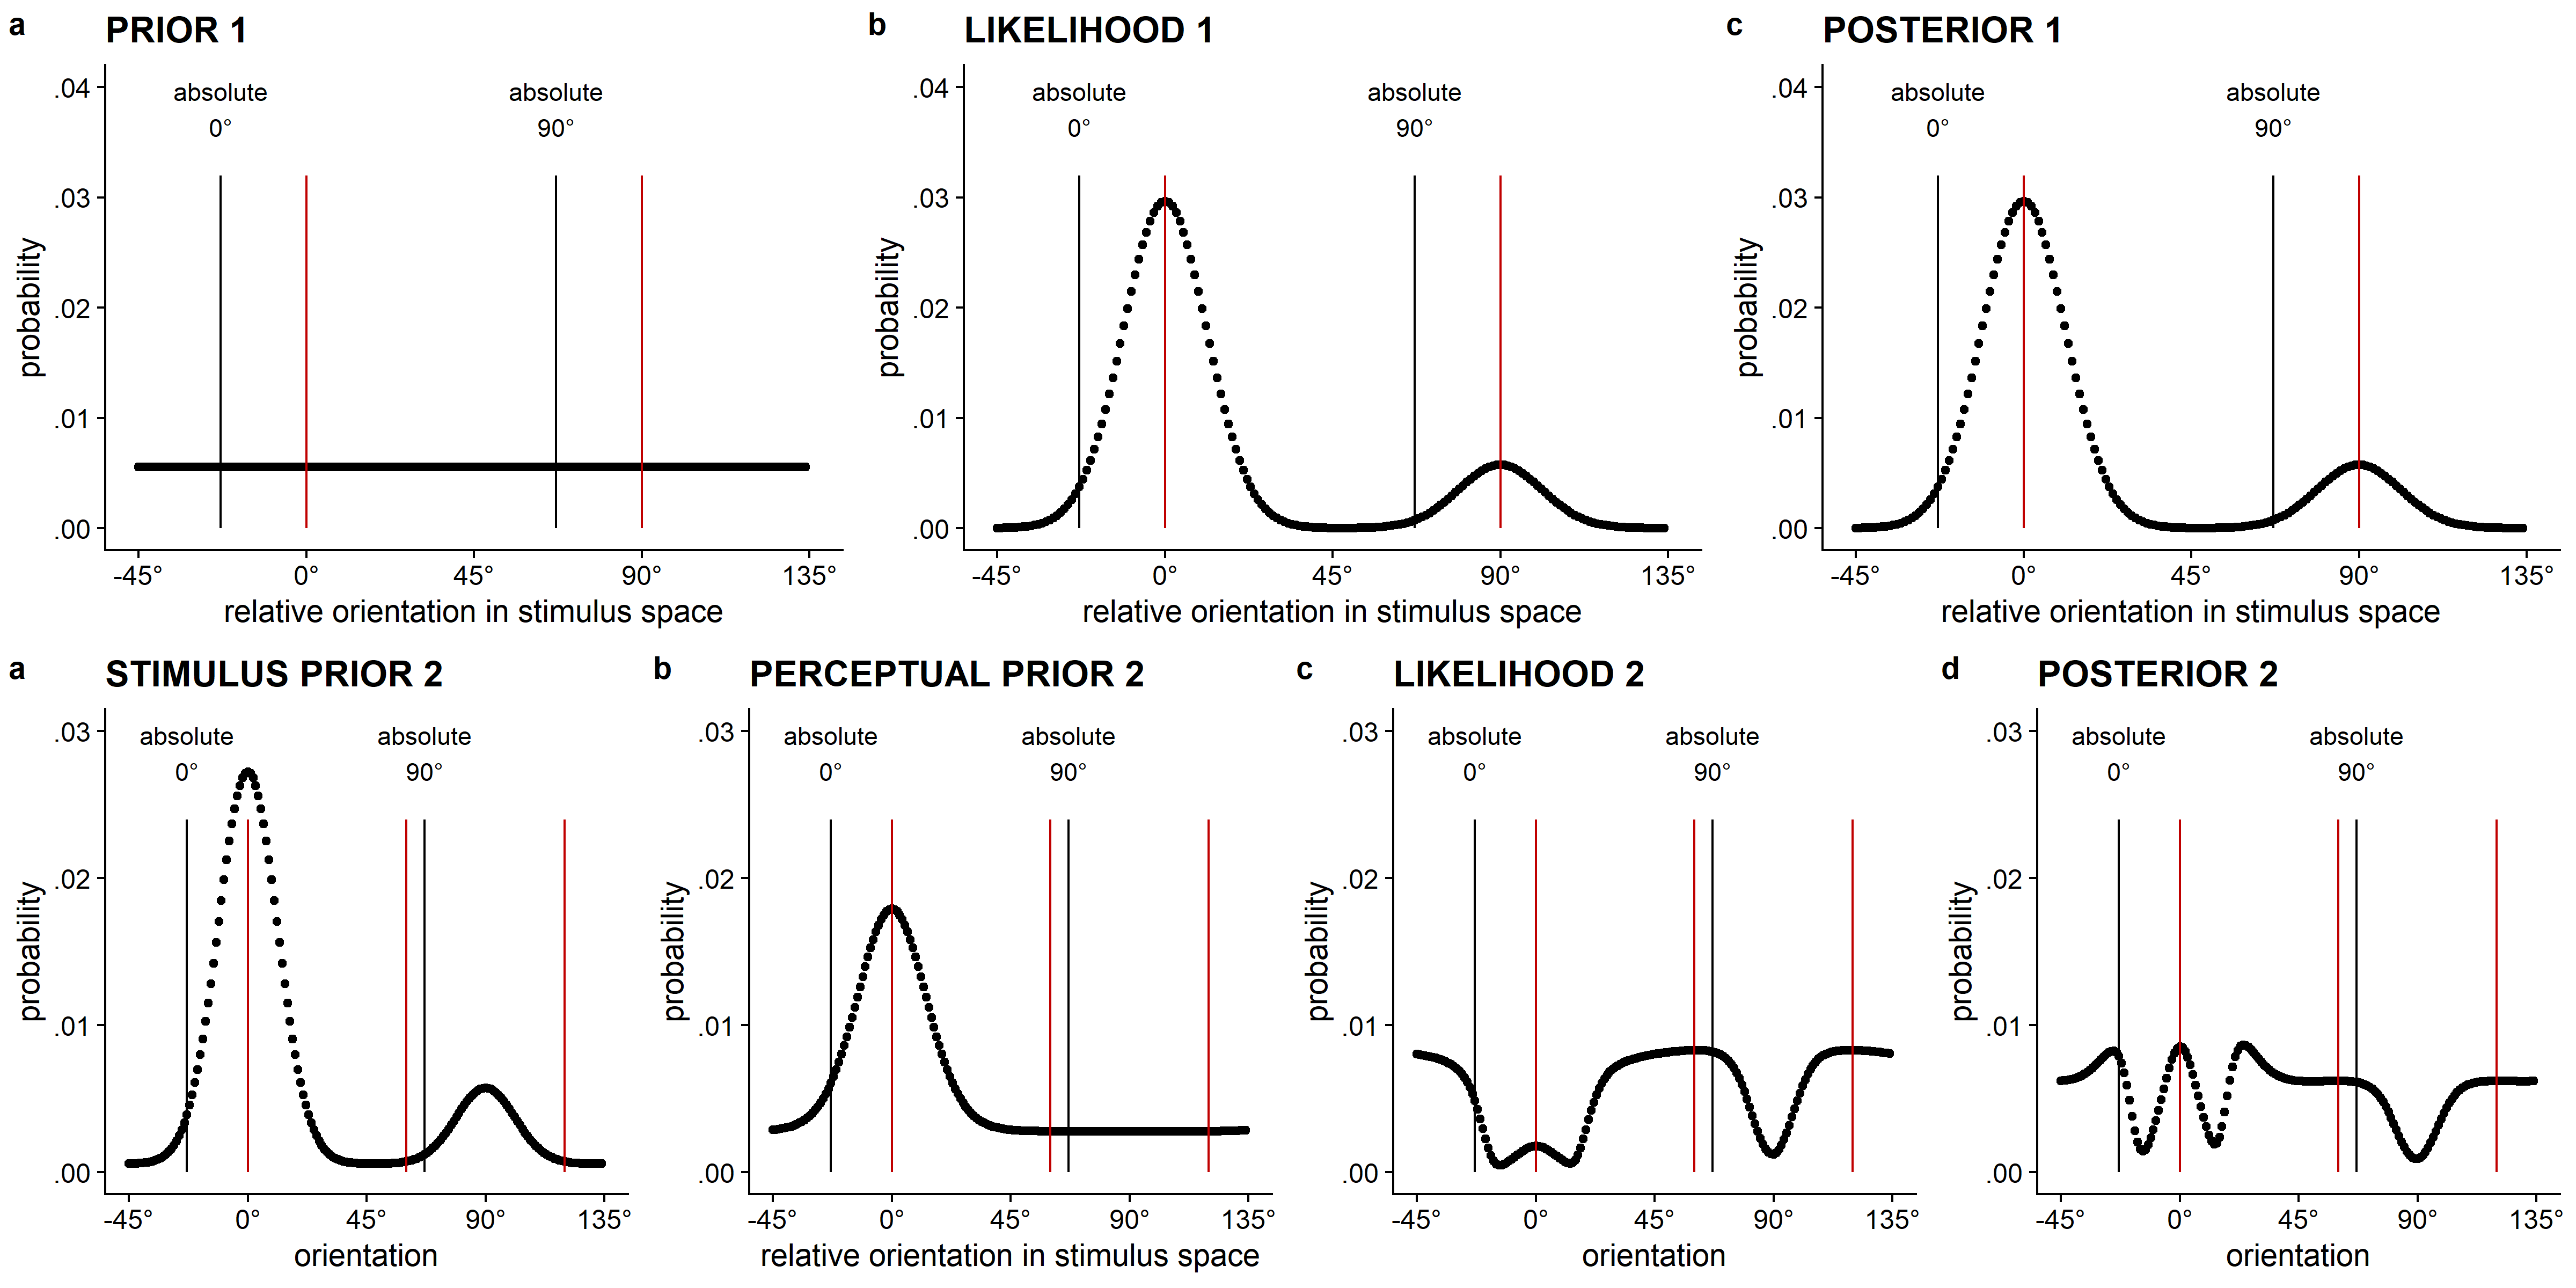 a PRIOR 1
absolute absolute
0° 90°
.04
.03
.02
.01
.00
probability
-45° 0° 45° 90° 135°
relative orientation in stimulus space
b LIKELIHOOD 1
absolute absolute
0° 90°
.04
.03
.02
.01
.00
probability
-45° 0° 45° 90° 135°
relative orientation in stimulus space
c POSTERIOR 1
absolute absolute
0° 90°
.04
.03
.02
.01
.00
probability
-45° 0° 45° 90° 135°
relative orientation in stimulus space
a STIMULUS PRIOR 2
absolute absolute
0° 90°
.03
.02
.01
.00
probability
-45° 0° 45° 90° 135°
orientation
b PERCEPTUAL PRIOR 2
absolute absolute
0° 90°
.03
.02
.01
.00
probability
-45° 0° 45° 90° 135°
relative orientation in stimulus space
c LIKELIHOOD 2
absolute absolute
0° 90°
.03
.02
.01
.00
probability
-45° 0° 45° 90° 135°
orientation
d POSTERIOR 2
absolute absolute
0° 90°
.03
.02
.01
.00
probability
-45° 0° 45° 90° 135°
orientation